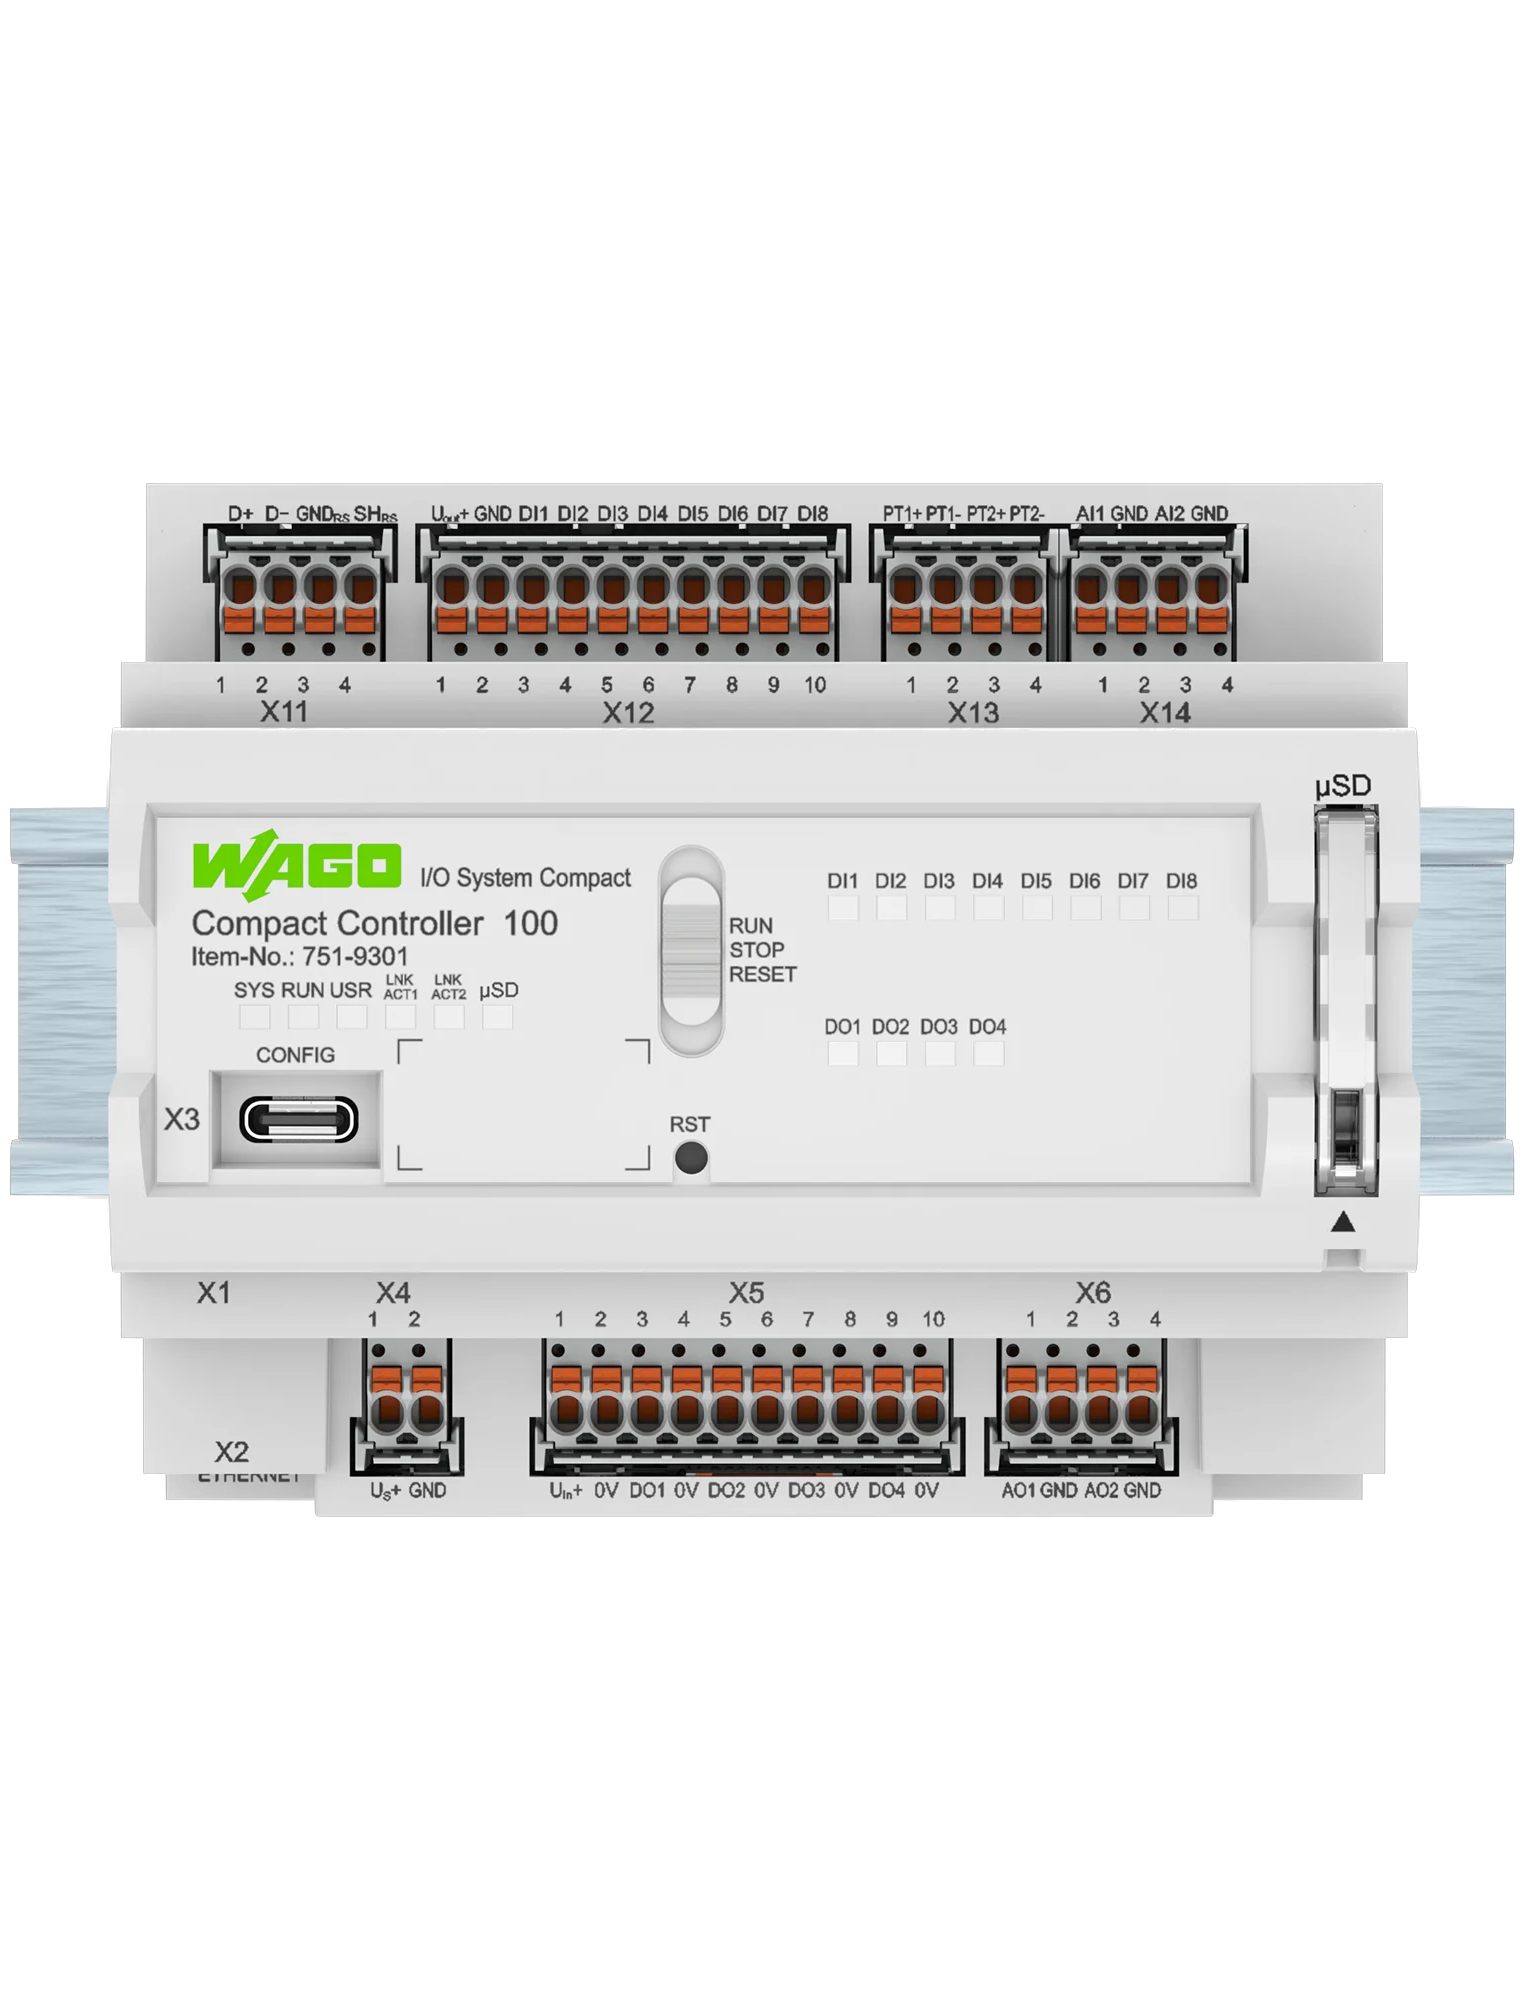 D+ D- GNDRS SHRS
Uout+ GND DI1 DI2 DI3 DI4 DI5 DI6 DI7 DI8
PT1+ PT1- PT2+ PT2-
AI1 GND AI2 GND
1 2 3 4
1 2 3 4 5 6 7 8 9 10
1 2 3 4
1 2 3 4
X11
X12
X13
X14
µSD
WAGO I/O System Compact
Compact Controller 100
Item-No.: 751-9301
SYS RUN USR LNK ACT1 LNK ACT2 µSD
CONFIG
X3
RUN
STOP
RESET
RST
DI1 DI2 DI3 DI4 DI5 DI6 DI7 DI8
DO1 DO2 DO3 DO4
X1
X4
X5
X6
1 2
1 2 3 4 5 6 7 8 9 10
1 2 3 4
X2
ETHERNET
US+ GND
UIn+ 0V DO1 0V DO2 0V DO3 0V DO4 0V
AO1 GND AO2 GND